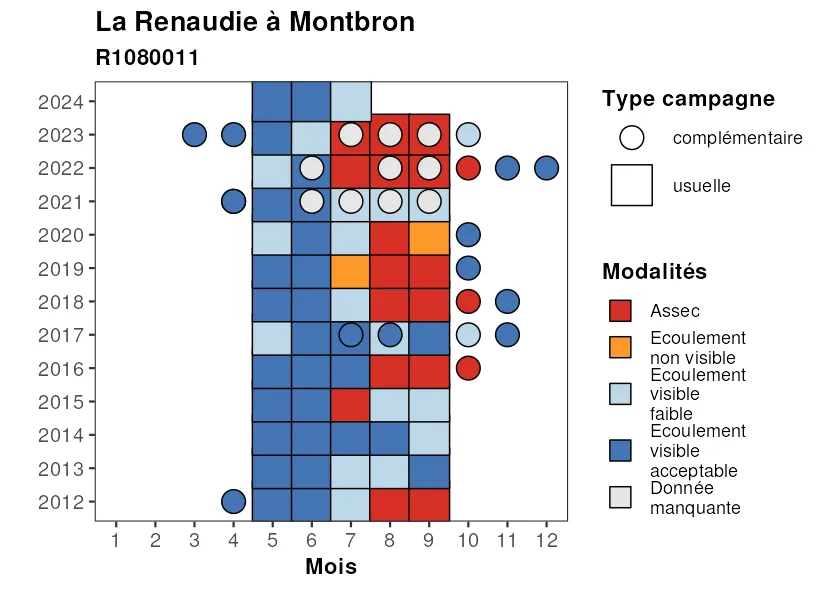 La Renaudie à Montbron
R1080011
2024
2023
2022
2021
2020
2019
2018
2017
2016
2015
2014
2013
2012
1 2 3 4 5 6 7 8 9 10 11 12
Mois
Type campagne
complémentaire
usuelle
Modalités
Assec
Ecoulement
non visible
Ecoulement
visible
faible
Ecoulement
visible
acceptable
Donnée
manquante